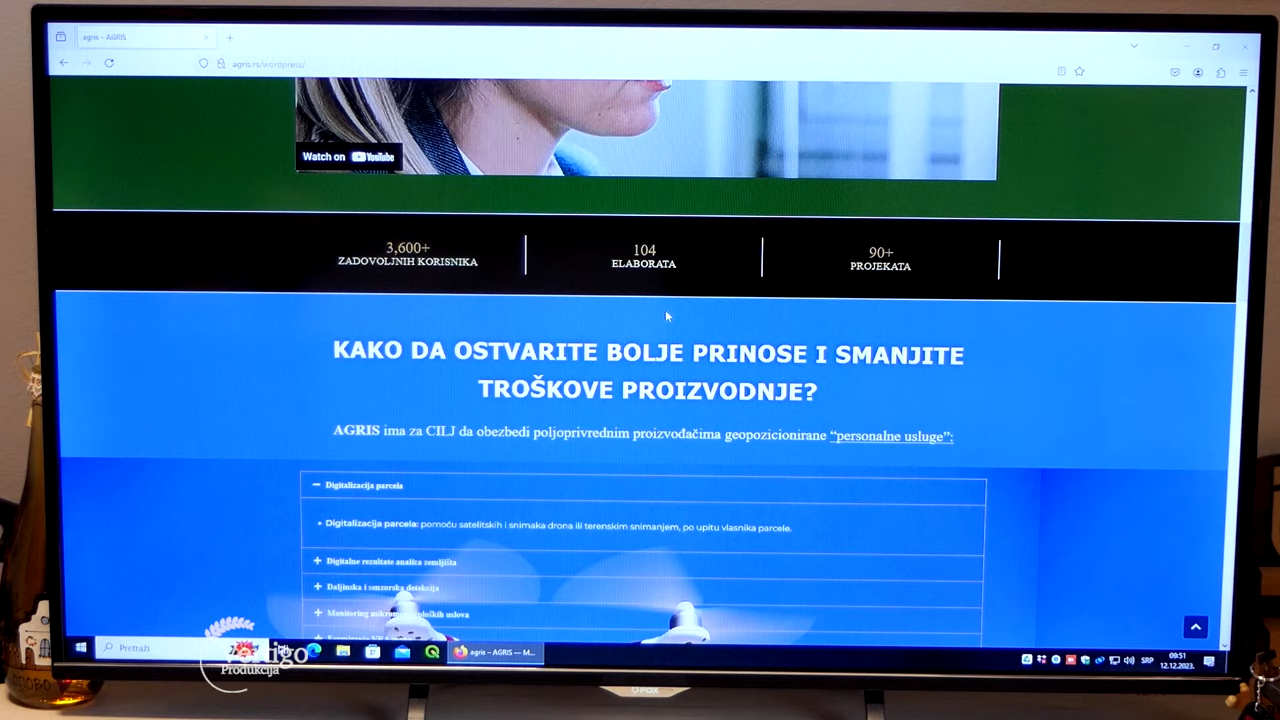 agris – AGRIS
agris.rs/wordpress/
Watch on YouTube
3,600+
ZADOVOLJNIH KORISNIKA
104
ELABORATA
90+
PROJEKATA
KAKO DA OSTVARITE BOLJE PRINOSE I SMANJITE
TROŠKOVE PROIZVODNJE?
AGRIS ima za CILJ da obezbedi poljoprivrednim proizvođačima geopozicionirane “personalne usluge”:
Digitalizacija parcela
• Digitalizacija parcela: pomoću satelitskih i snimaka drona ili terenskim snimanjem, po upitu vlasnika parcele.
Digitalne rezultate analiza zemljišta
Daljinska i senzorska detekcija
Monitoring uslova
Pretraži
agris – AGRIS — M...
SRP
09:51
12.12.2023.
Vertigo
Produkcija
FOX